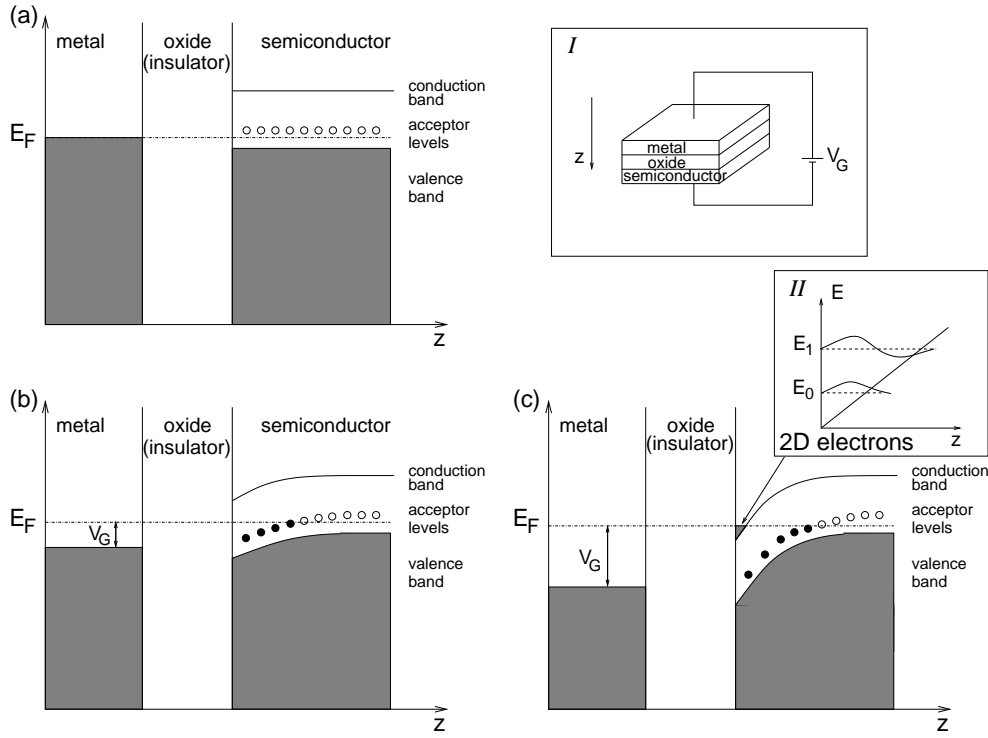 (a)
metal
oxide
(insulator)
semiconductor
conduction
band
acceptor
levels
E_F
valence
band
z
I
z
metal
oxide
semiconductor
V_G
II
E
E_1
E_0
z
2D electrons
(b)
metal
oxide
(insulator)
semiconductor
conduction
band
acceptor
levels
E_F
V_G
valence
band
z
(c)
metal
oxide
(insulator)
semiconductor
conduction
band
acceptor
levels
E_F
V_G
valence
band
z